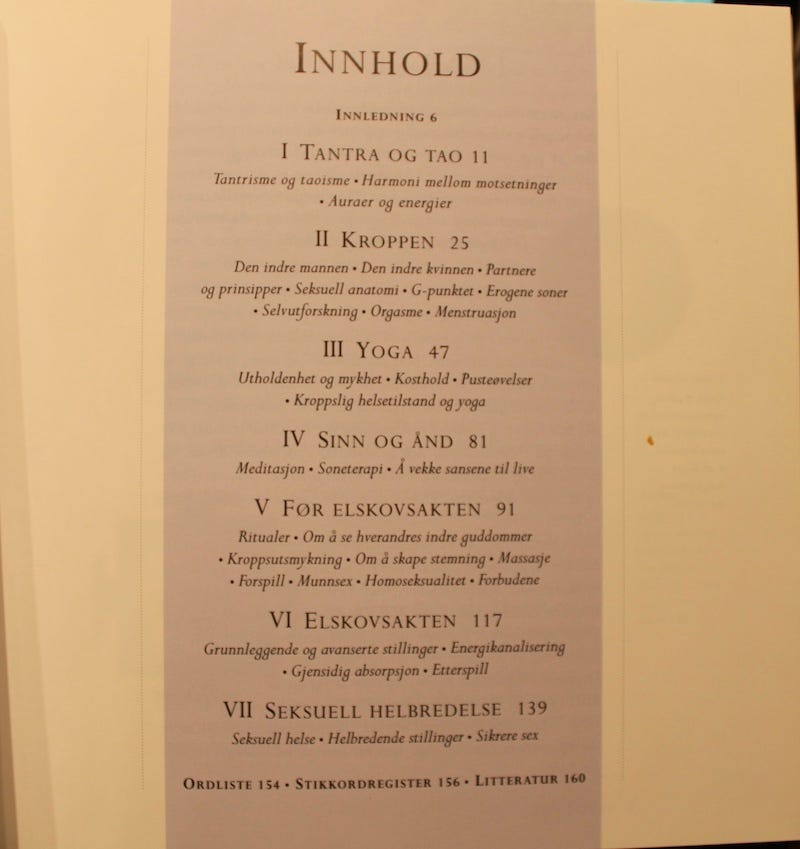 INNHOLD
INNLEDNING 6
I TANTRA OG TAO 11
Tantrisme og taoisme • Harmoni mellom motsetninger
• Auraer og energier
II KROPPEN 25
Den indre mannen • Den indre kvinnen • Partnere
og prinsipper • Seksuell anatomi • G-punktet • Erogene soner
• Selvutforskning • Orgasme • Menstruasjon
III YOGA 47
Utholdenhet og mykhet • Kosthold • Pusteøvelser
• Kroppslig helsetilstand og yoga
IV SINN OG ÅND 81
Meditasjon • Soneterapi • Å vekke sansene til live
V FØR ELSKOVSAKTEN 91
Ritualer • Om å se hverandres indre guddommer
• Kroppsutsmykning • Om å skape stemning • Massasje
• Forspill • Munnsex • Homoseksualitet • Forbudene
VI ELSKOVSAKTEN 117
Grunnleggende og avanserte stillinger • Energikanalisering
• Gjensidig absorpsjon • Etterspill
VII SEKSUELL HELBREDELSE 139
Seksuell helse • Helbredende stillinger • Sikrere sex
ORDLISTE 154 • STIKKORDREGISTER 156 • LITTERATUR 160